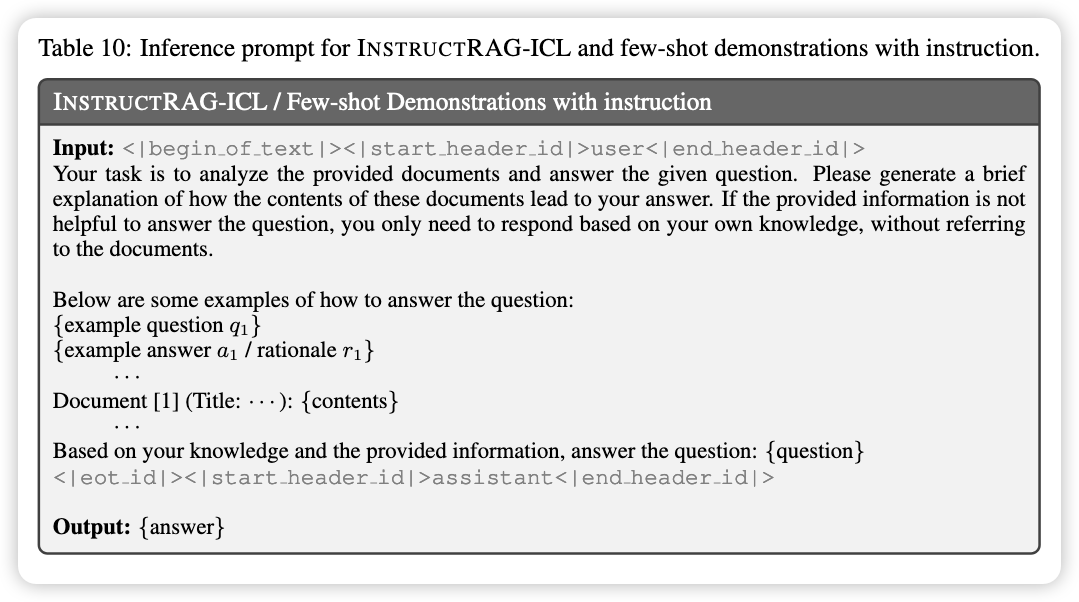 Table 10: Inference prompt for INSTRUCTRAG-ICL and few-shot demonstrations with instruction.
INSTRUCTRAG-ICL / Few-shot Demonstrations with instruction
Input: <|begin_of_text|><|start_header_id|>user<|end_header_id|>
Your task is to analyze the provided documents and answer the given question. Please generate a brief
explanation of how the contents of these documents lead to your answer. If the provided information is not
helpful to answer the question, you only need to respond based on your own knowledge, without referring
to the documents.
Below are some examples of how to answer the question:
{example question q₁}
{example answer a₁ / rationale r₁}
· · ·
Document [1] (Title: · · · ): {contents}
· · ·
Based on your knowledge and the provided information, answer the question: {question}
<|eot_id|><|start_header_id|>assistant<|end_header_id|>
Output: {answer}